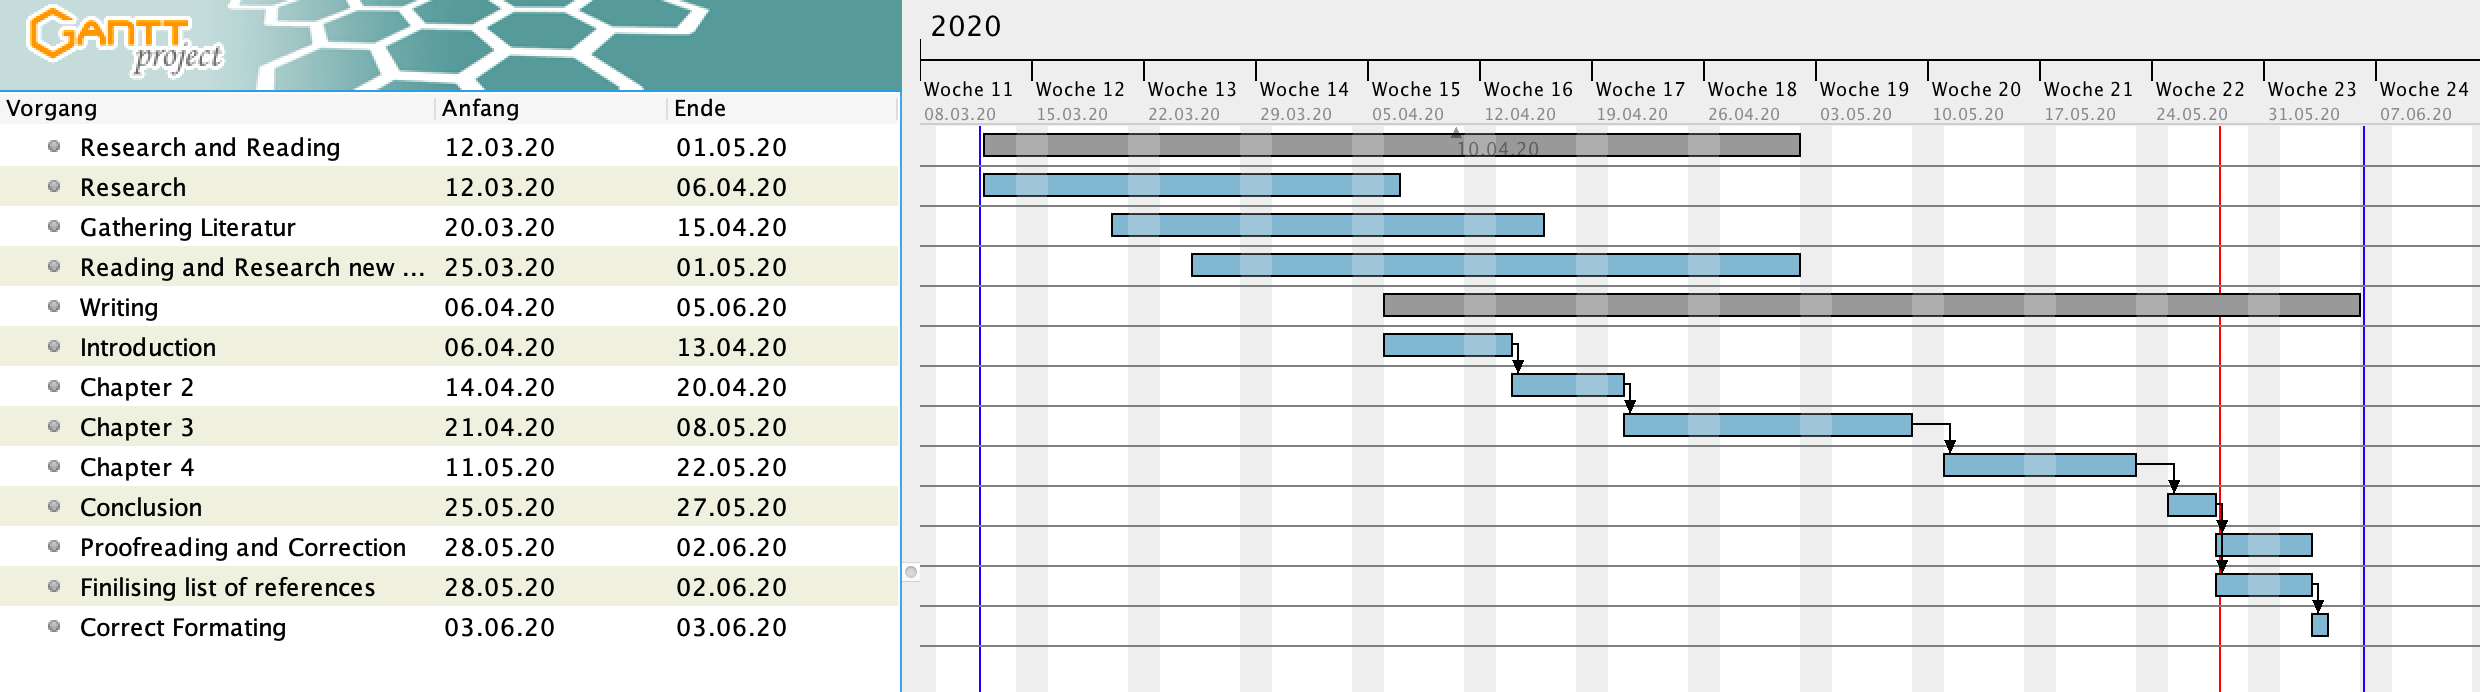 GANTT
project
2020
Woche 11 Woche 12 Woche 13 Woche 14 Woche 15 Woche 16 Woche 17 Woche 18 Woche 19 Woche 20 Woche 21 Woche 22 Woche 23 Woche 24
08.03.20 15.03.20 22.03.20 29.03.20 05.04.20 12.04.20 19.04.20 26.04.20 03.05.20 10.05.20 17.05.20 24.05.20 31.05.20 07.06.20
Vorgang Anfang Ende
Research and Reading 12.03.20 01.05.20
10.04.20
Research 12.03.20 06.04.20
Gathering Literatur 20.03.20 15.04.20
Reading and Research new ... 25.03.20 01.05.20
Writing 06.04.20 05.06.20
Introduction 06.04.20 13.04.20
Chapter 2 14.04.20 20.04.20
Chapter 3 21.04.20 08.05.20
Chapter 4 11.05.20 22.05.20
Conclusion 25.05.20 27.05.20
Proofreading and Correction 28.05.20 02.06.20
Finilising list of references 28.05.20 02.06.20
Correct Formating 03.06.20 03.06.20